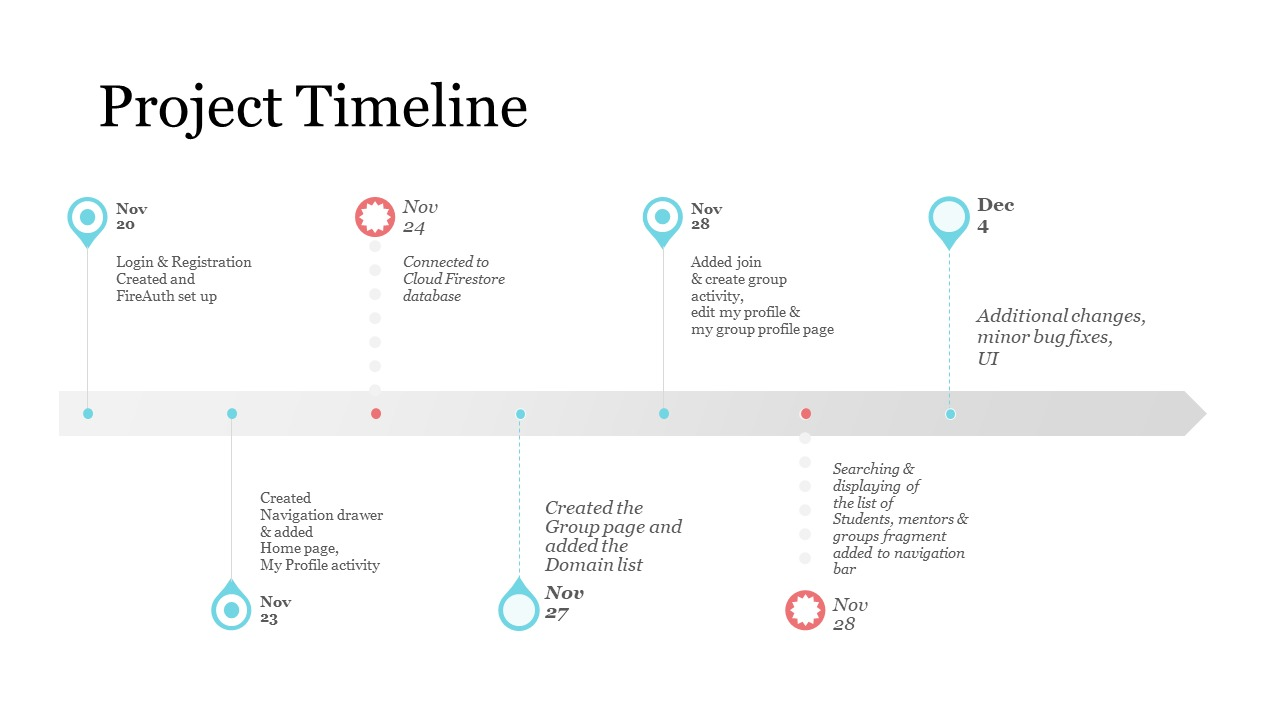 Project Timeline
Nov
20
Login & Registration
Created and
FireAuth set up
Nov
24
Connected to
Cloud Firestore
database
Nov
28
Added join
& create group
activity,
edit my profile &
my group profile page
Dec
4
Additional changes,
minor bug fixes,
UI
Created
Navigation drawer
& added
Home page,
My Profile activity
Nov
23
Created the
Group page and
added the
Domain list
Nov
27
Searching &
displaying of
the list of
Students, mentors &
groups fragment
added to navigation
bar
Nov
28